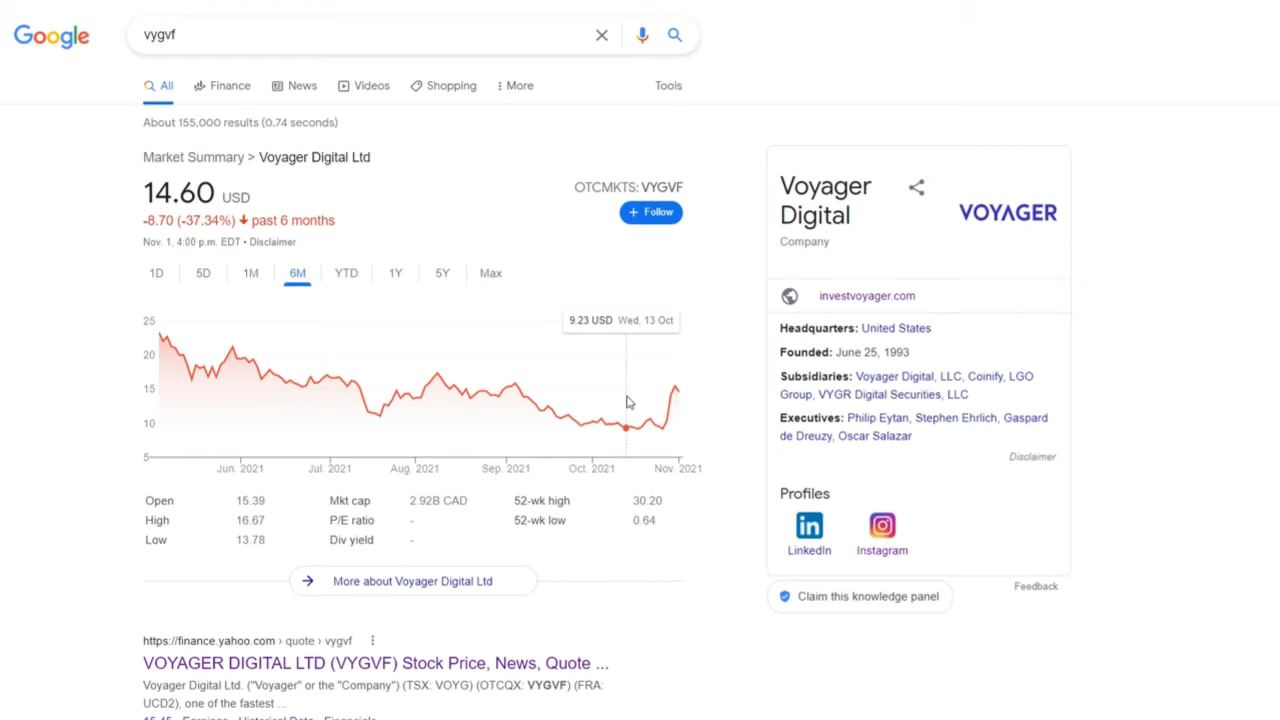 Google
vygvf
All Finance News Videos Shopping More Tools
About 155,000 results (0.74 seconds)
Market Summary > Voyager Digital Ltd
14.60 USD
OTCMKTS: VYGVF
-8.70 (-37.34%) past 6 months
+ Follow
Nov. 1, 4:00 p.m. EDT • Disclaimer
1D 5D 1M 6M YTD 1Y 5Y Max
9.23 USD Wed, 13 Oct
25
20
15
10
5
Jun. 2021 Jul. 2021 Aug. 2021 Sep. 2021 Oct. 2021 Nov. 2021
Open 15.39 Mkt cap 2.92B CAD 52-wk high 30.20
High 16.67 P/E ratio - 52-wk low 0.64
Low 13.78 Div yield -
More about Voyager Digital Ltd
https://finance.yahoo.com › quote › vygvf
VOYAGER DIGITAL LTD (VYGVF) Stock Price, News, Quote ...
Voyager Digital Ltd. ("Voyager" or the "Company") (TSX: VOYG) (OTCQX: VYGVF) (FRA:
UCD2), one of the fastest ...
Voyager
Digital
VOYAGER
Company
investvoyager.com
Headquarters: United States
Founded: June 25, 1993
Subsidiaries: Voyager Digital, LLC, Coinify, LGO
Group, VYGR Digital Securities, LLC
Executives: Philip Eytan, Stephen Ehrlich, Gaspard
de Dreuzy, Oscar Salazar
Disclaimer
Profiles
in
LinkedIn Instagram
Feedback
Claim this knowledge panel